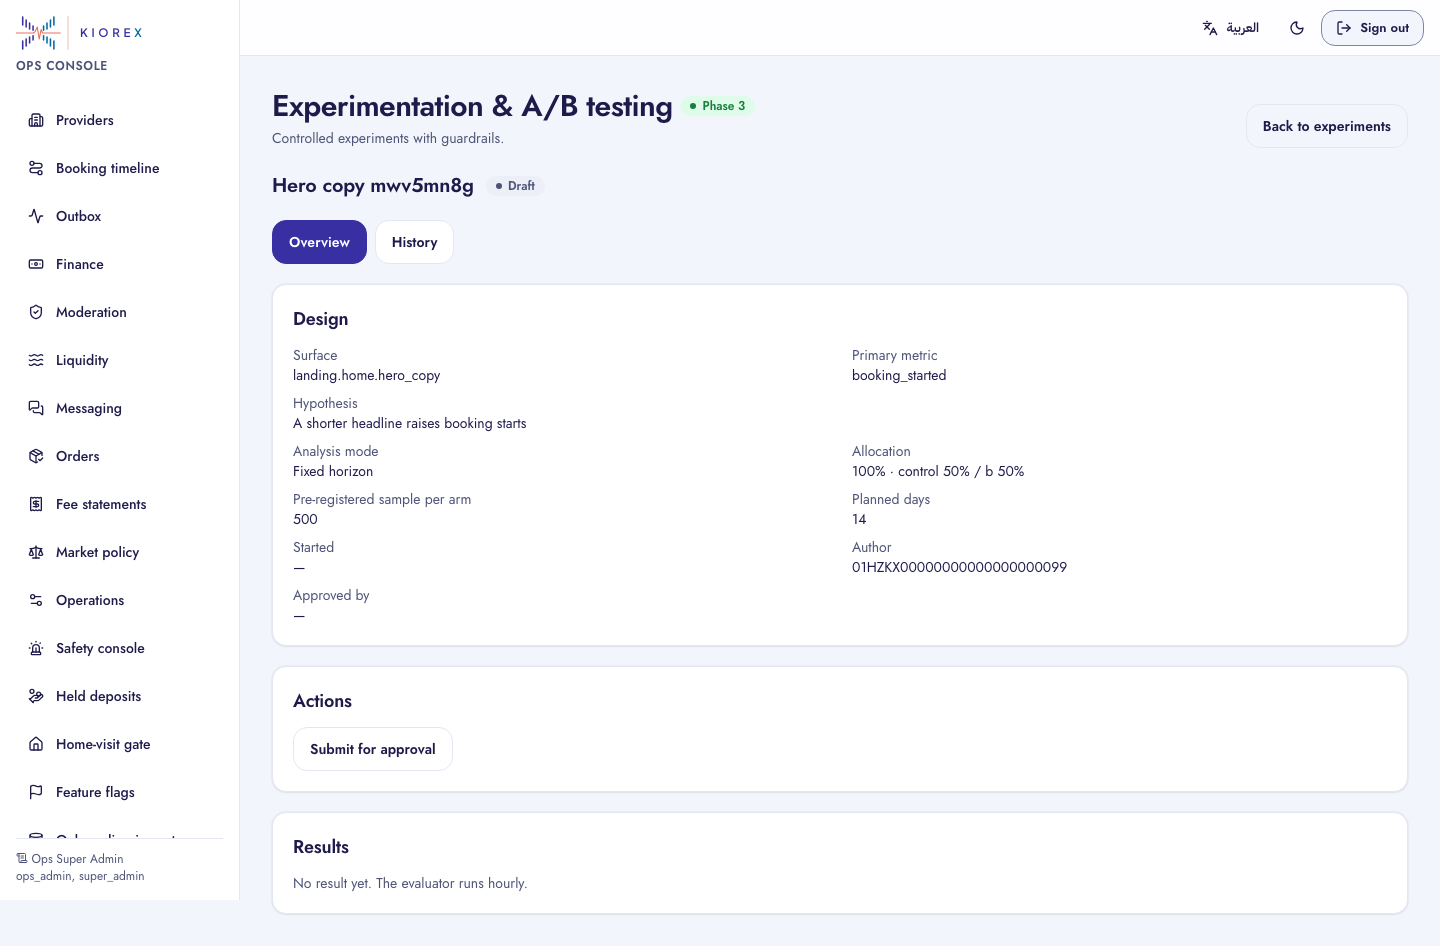 KIOREX
OPS CONSOLE
Providers
Booking timeline
Outbox
Finance
Moderation
Liquidity
Messaging
Orders
Fee statements
Market policy
Operations
Safety console
Held deposits
Home-visit gate
Feature flags
Ops Super Admin
ops_admin, super_admin
العربية
Sign out
Experimentation & A/B testing
Phase 3
Controlled experiments with guardrails.
Back to experiments
Hero copy mwv5mn8g
Draft
Overview
History
Design
Surface
landing.home.hero_copy
Primary metric
booking_started
Hypothesis
A shorter headline raises booking starts
Analysis mode
Fixed horizon
Allocation
100% · control 50% / b 50%
Pre-registered sample per arm
500
Planned days
14
Started
—
Author
01HZKX00000000000000000099
Approved by
—
Actions
Submit for approval
Results
No result yet. The evaluator runs hourly.